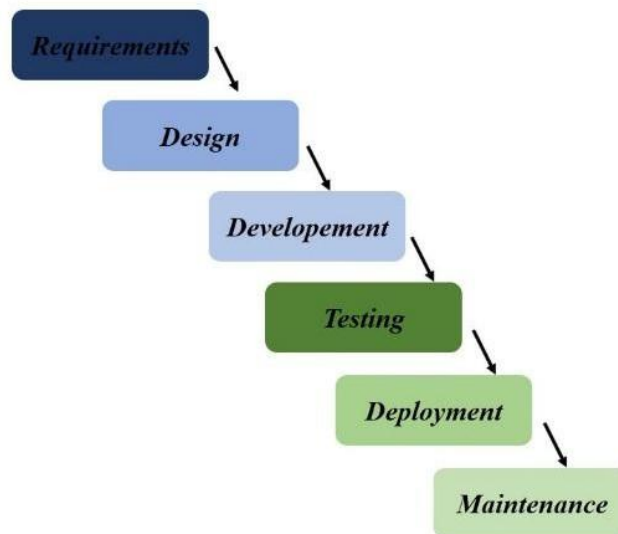 Requirements
Design
Developement
Testing
Deployment
Maintenance